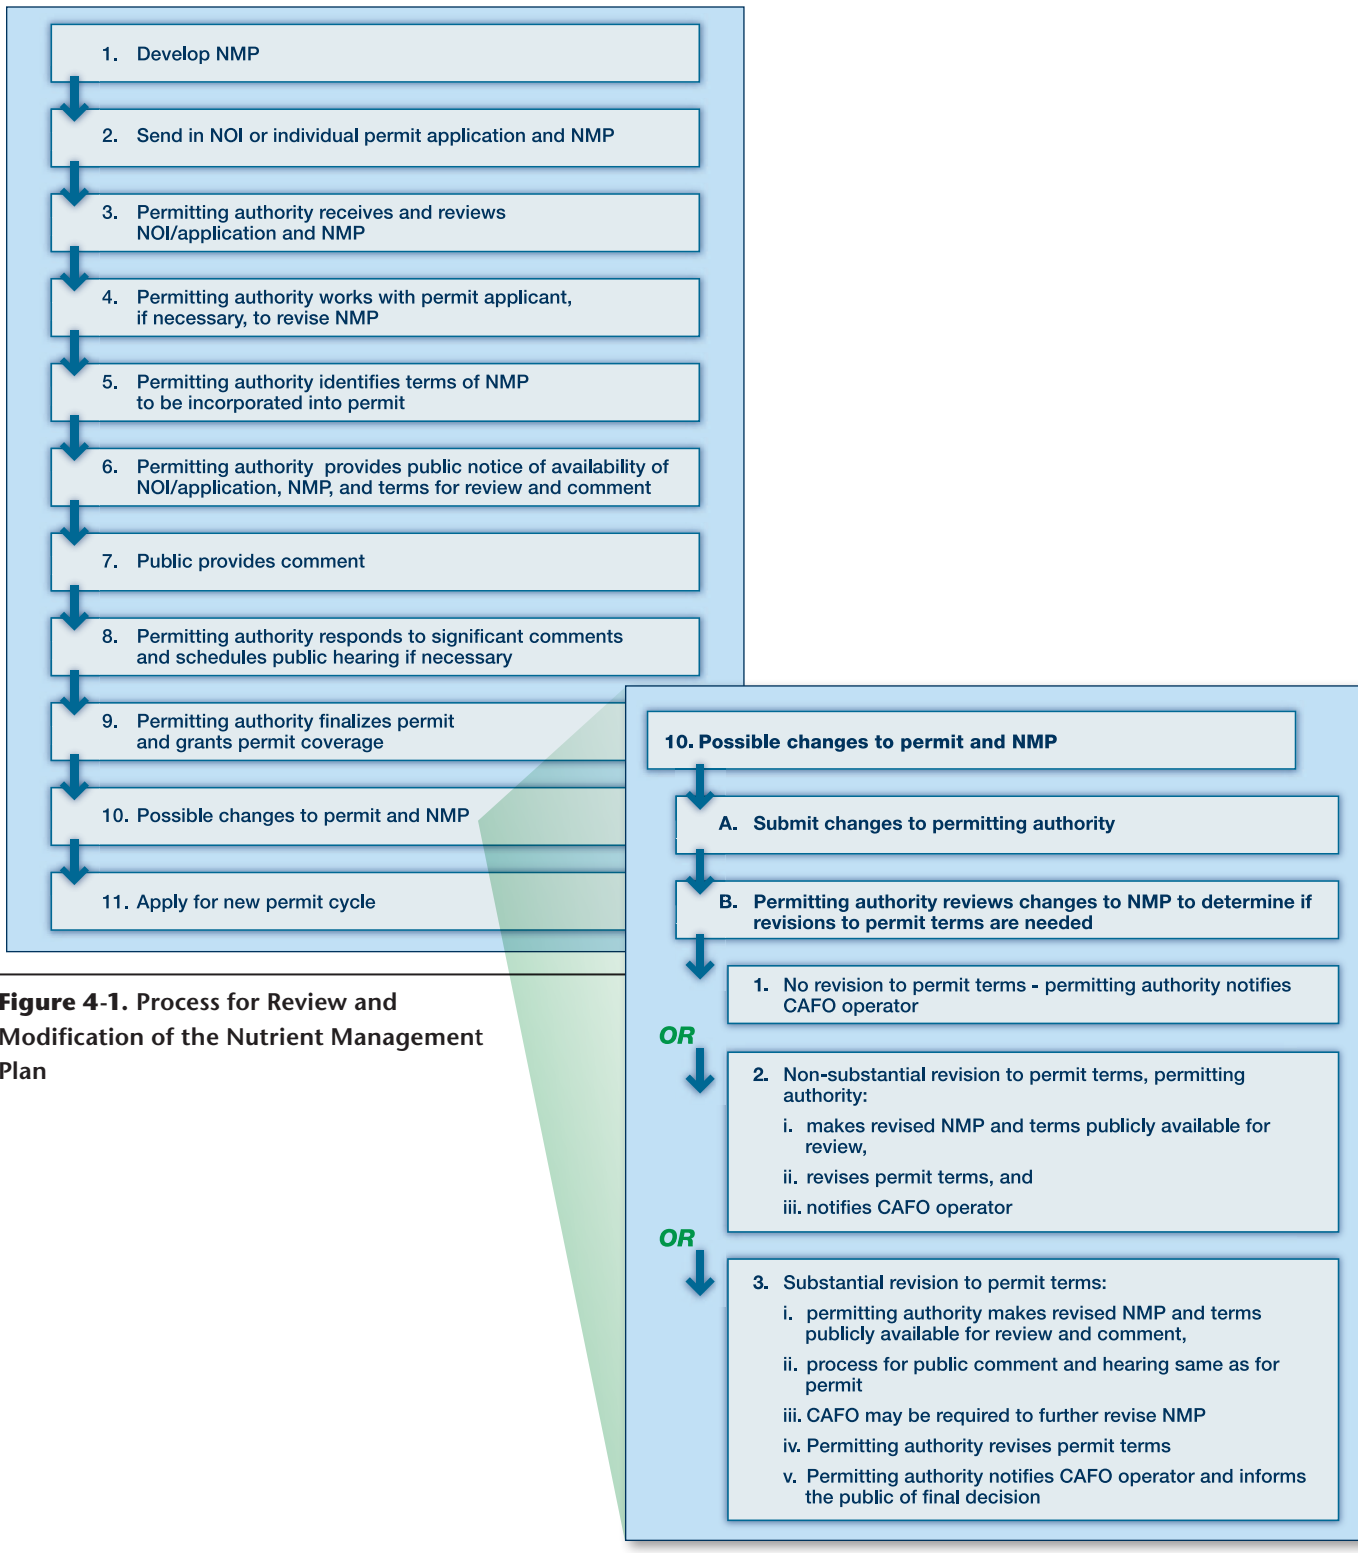 1. Develop NMP
2. Send in NOI or individual permit application and NMP
3. Permitting authority receives and reviews
NOI/application and NMP
4. Permitting authority works with permit applicant,
if necessary, to revise NMP
5. Permitting authority identifies terms of NMP
to be incorporated into permit
6. Permitting authority provides public notice of availability of
NOI/application, NMP, and terms for review and comment
7. Public provides comment
8. Permitting authority responds to significant comments
and schedules public hearing if necessary
9. Permitting authority finalizes permit
and grants permit coverage
10. Possible changes to permit and NMP
11. Apply for new permit cycle
Figure 4-1. Process for Review and
Modification of the Nutrient Management
Plan
10. Possible changes to permit and NMP
A. Submit changes to permitting authority
B. Permitting authority reviews changes to NMP to determine if
revisions to permit terms are needed
1. No revision to permit terms - permitting authority notifies
CAFO operator
OR
2. Non-substantial revision to permit terms, permitting
authority:
i. makes revised NMP and terms publicly available for
review,
ii. revises permit terms, and
iii. notifies CAFO operator
OR
3. Substantial revision to permit terms:
i. permitting authority makes revised NMP and terms
publicly available for review and comment,
ii. process for public comment and hearing same as for
permit
iii. CAFO may be required to further revise NMP
iv. Permitting authority revises permit terms
v. Permitting authority notifies CAFO operator and informs
the public of final decision